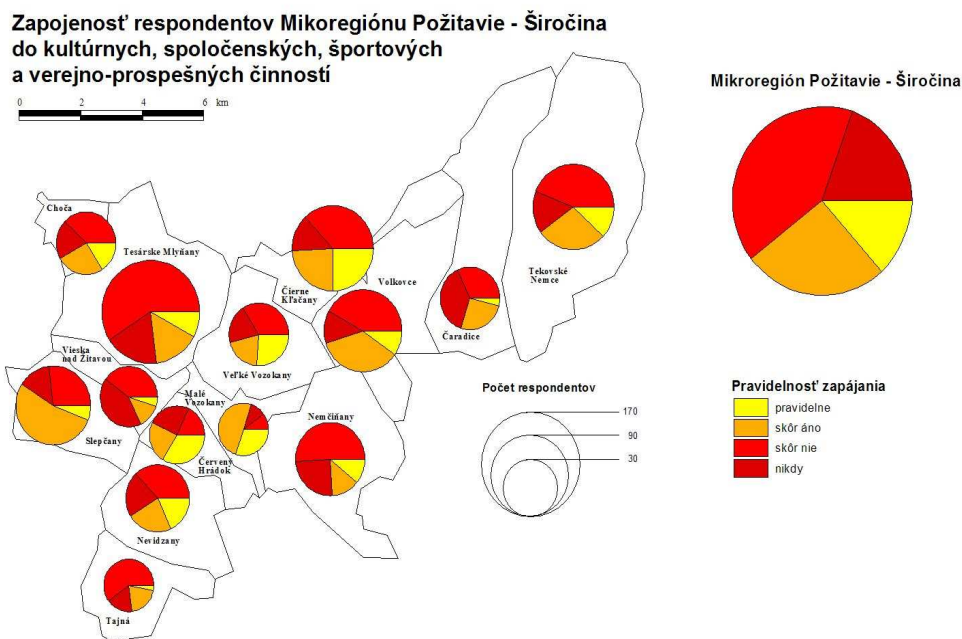 Zapojenosť respondentov Mikoregiónu Požitavie - Širočina
do kultúrnych, spoločenských, športových
a verejno-prospešných činností
0 2 4 6 km
Mikroregión Požitavie - Širočina
Choča
Tesárske Mlyňany
Čierne
Kľačany
Volkovce
Tekovské
Nemce
Čaradice
Vieska
nad Žitavou
Veľké Vozokany
Slepčany
Malé
Vozokany
Červený
Hrádok
Nemčiňany
Nevidzany
Tajná
Počet respondentov
170
90
30
Pravidelnosť zapájania
pravidelne
skôr áno
skôr nie
nikdy